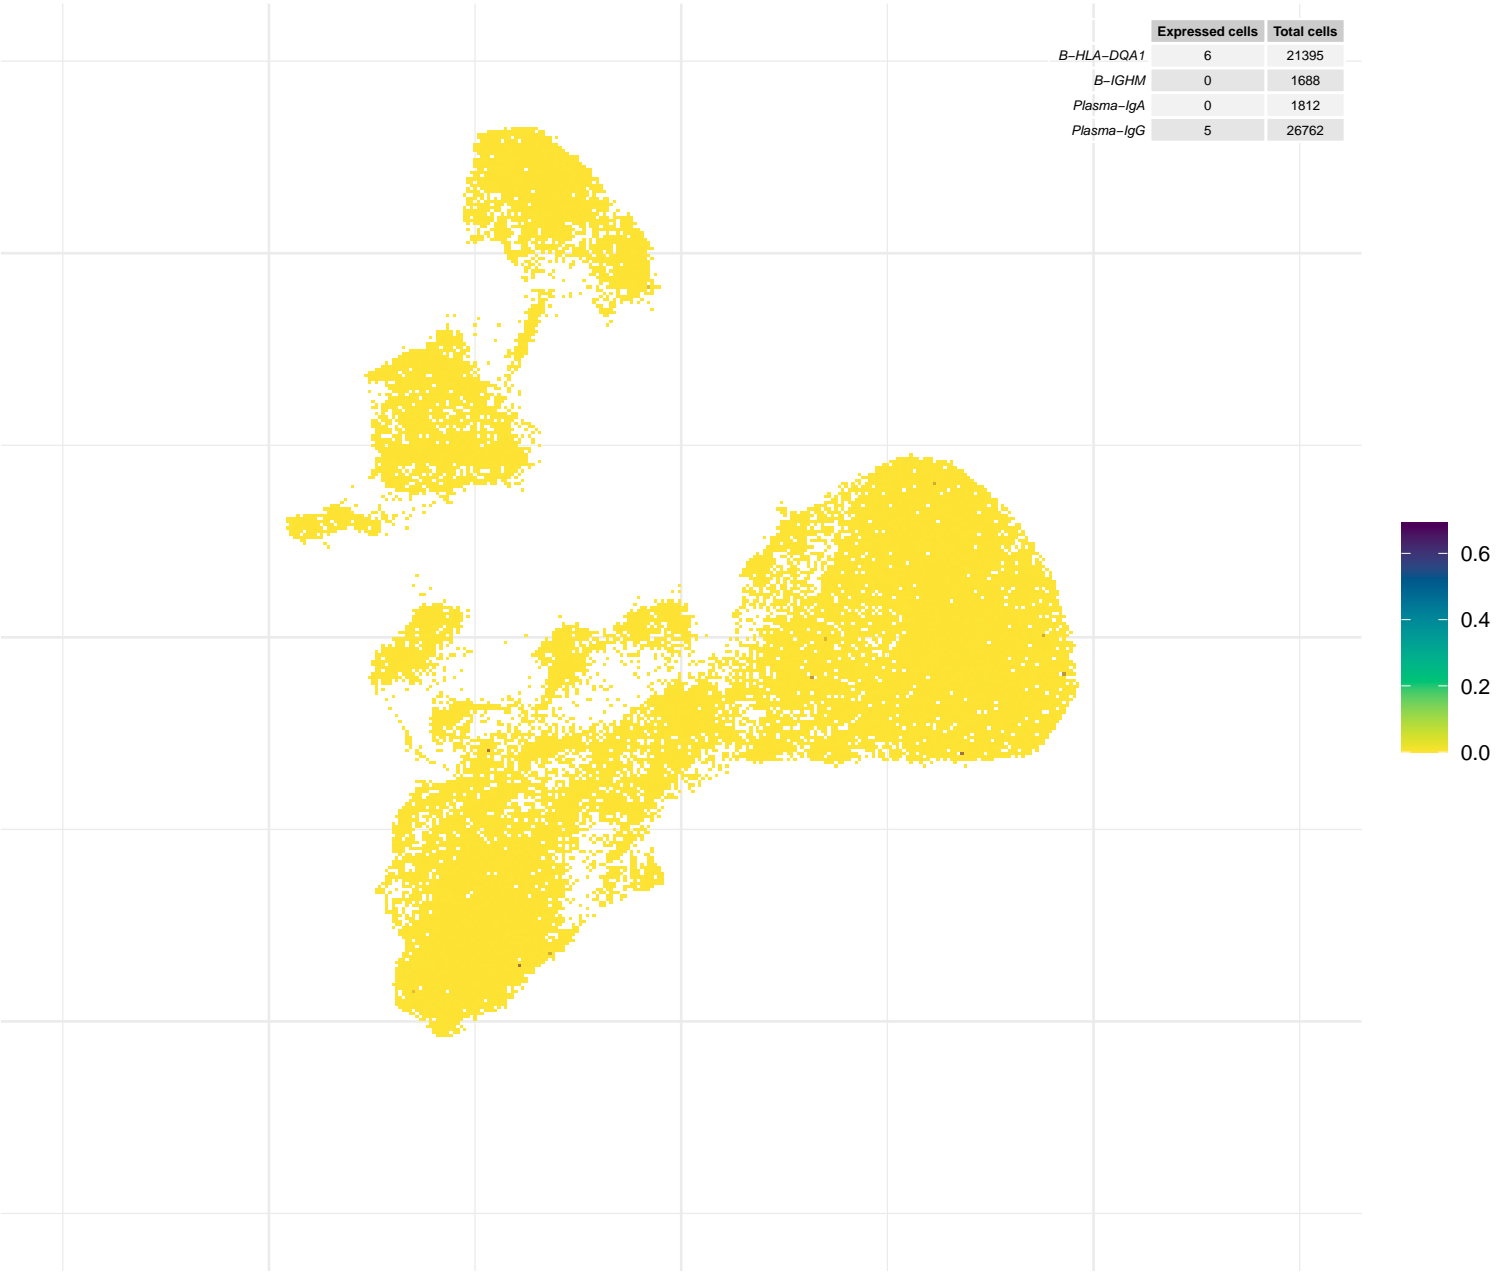 Expressed cells Total cells
B−HLA−DQA1 6 21395
B−IGHM 0 1688
Plasma−IgA 0 1812
Plasma−IgG 5 26762
0.6
0.4
0.2
0.0